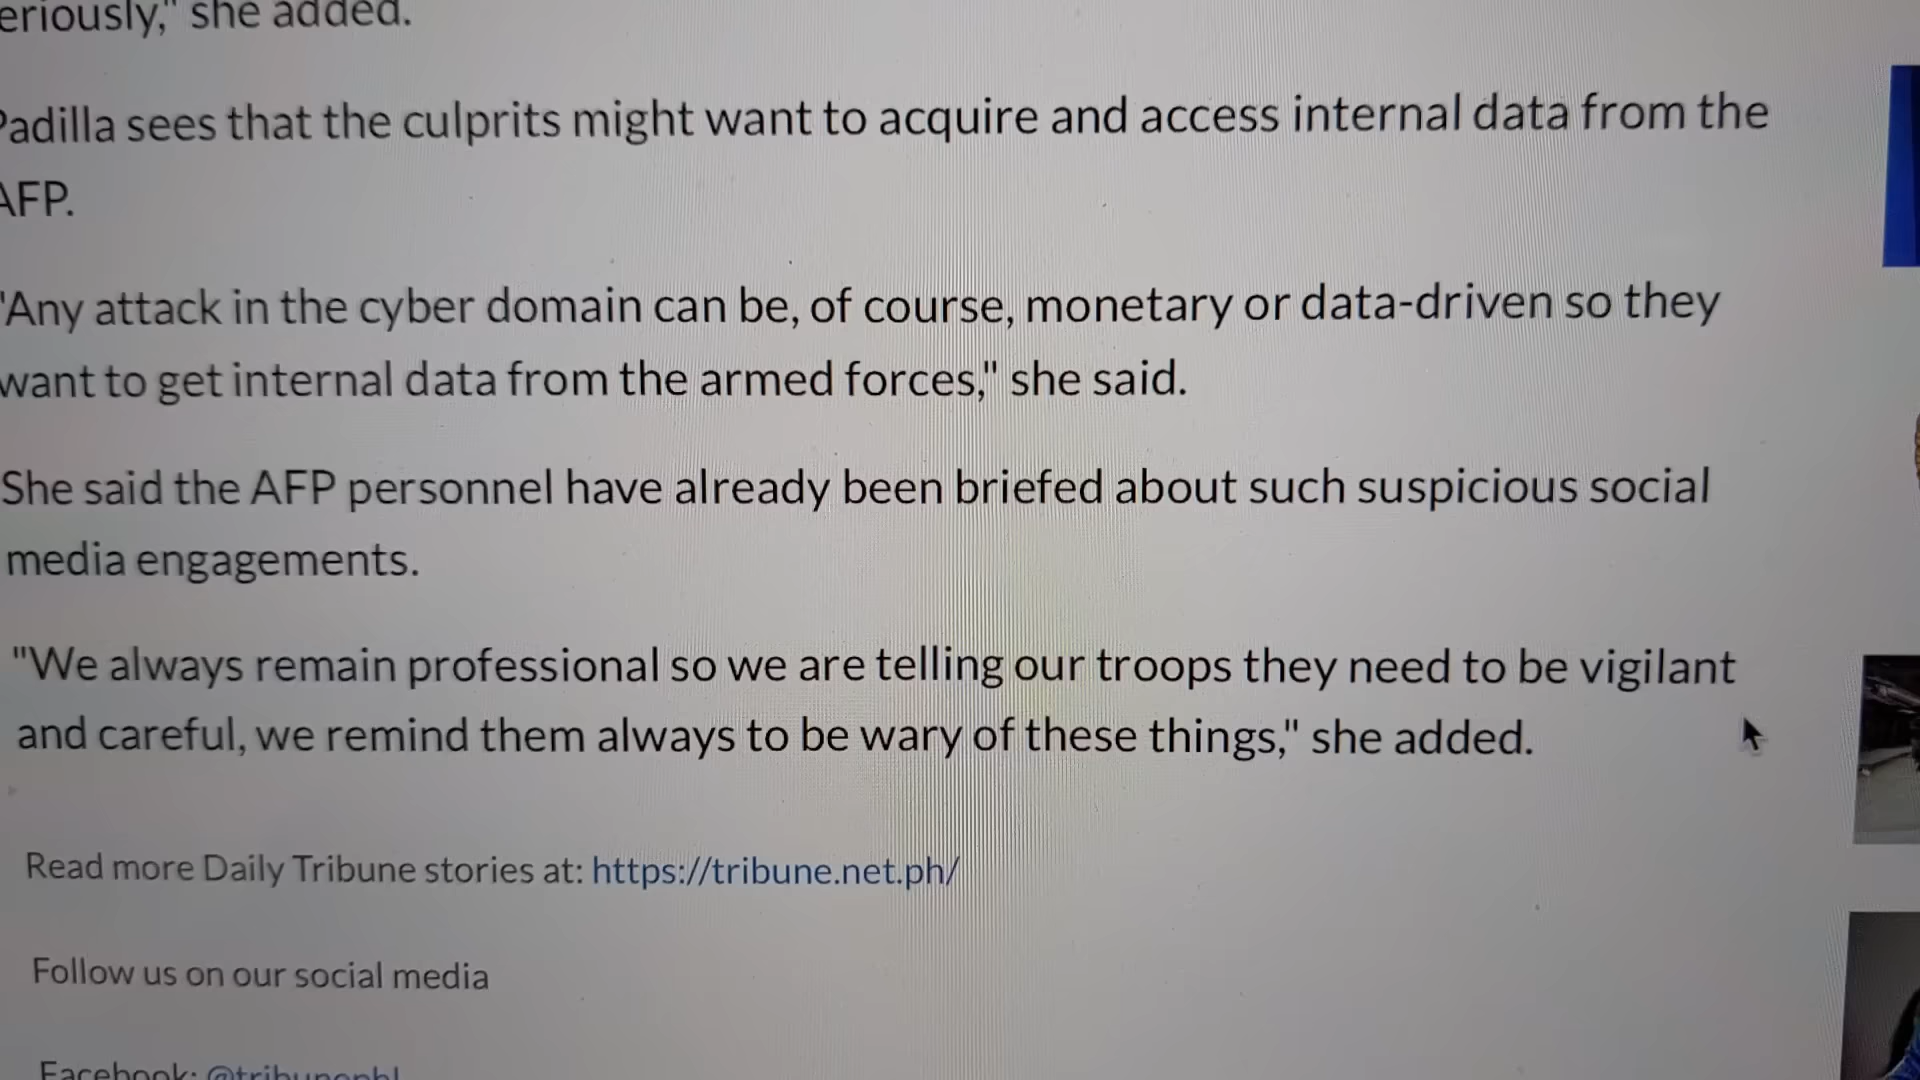 eriously," she added.
Padilla sees that the culprits might want to acquire and access internal data from the
AFP.
"Any attack in the cyber domain can be, of course, monetary or data-driven so they
want to get internal data from the armed forces," she said.
She said the AFP personnel have already been briefed about such suspicious social
media engagements.
"We always remain professional so we are telling our troops they need to be vigilant
and careful, we remind them always to be wary of these things," she added.
Read more Daily Tribune stories at: https://tribune.net.ph/
Follow us on our social media
Facebook: @tribunephl